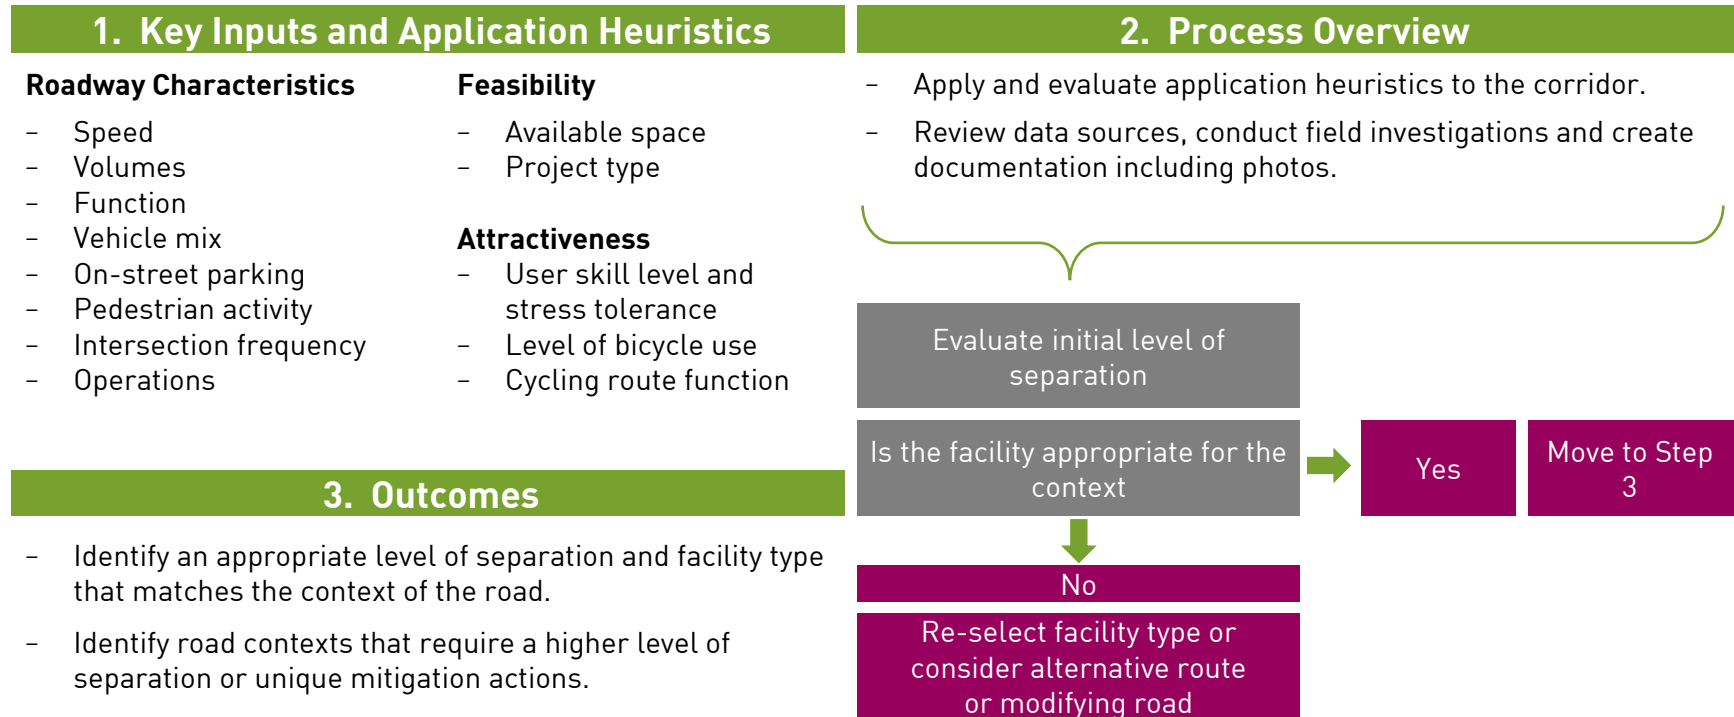 1. Key Inputs and Application Heuristics
Roadway Characteristics
– Speed
– Volumes
– Function
– Vehicle mix
– On-street parking
– Pedestrian activity
– Intersection frequency
– Operations
Feasibility
– Available space
– Project type
Attractiveness
– User skill level and
stress tolerance
– Level of bicycle use
– Cycling route function
2. Process Overview
– Apply and evaluate application heuristics to the corridor.
– Review data sources, conduct field investigations and create
documentation including photos.
Evaluate initial level of
separation
Is the facility appropriate for the
context
Yes
Move to Step
3
No
Re-select facility type or
consider alternative route
or modifying road
3. Outcomes
– Identify an appropriate level of separation and facility type
that matches the context of the road.
– Identify road contexts that require a higher level of
separation or unique mitigation actions.